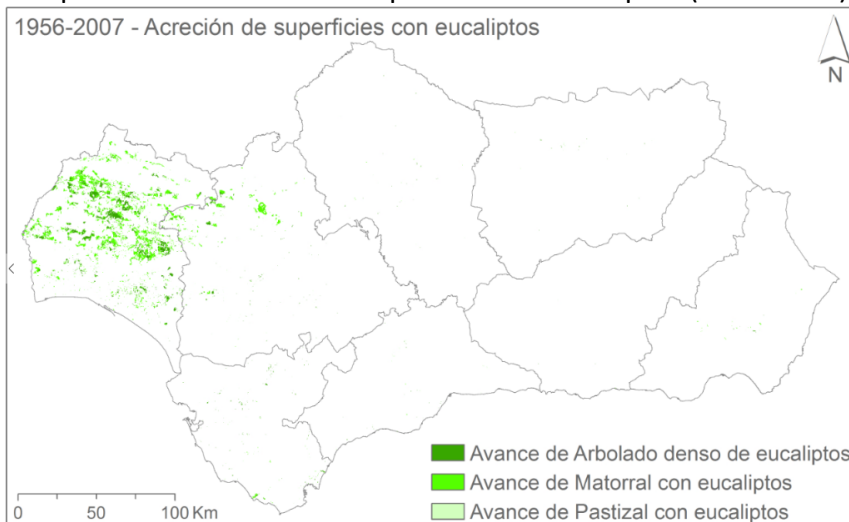 1956-2007 - Acreción de superficies con eucaliptos
N
Avance de Arbolado denso de eucaliptos
Avance de Matorral con eucaliptos
Avance de Pastizal con eucaliptos
0 50 100 Km